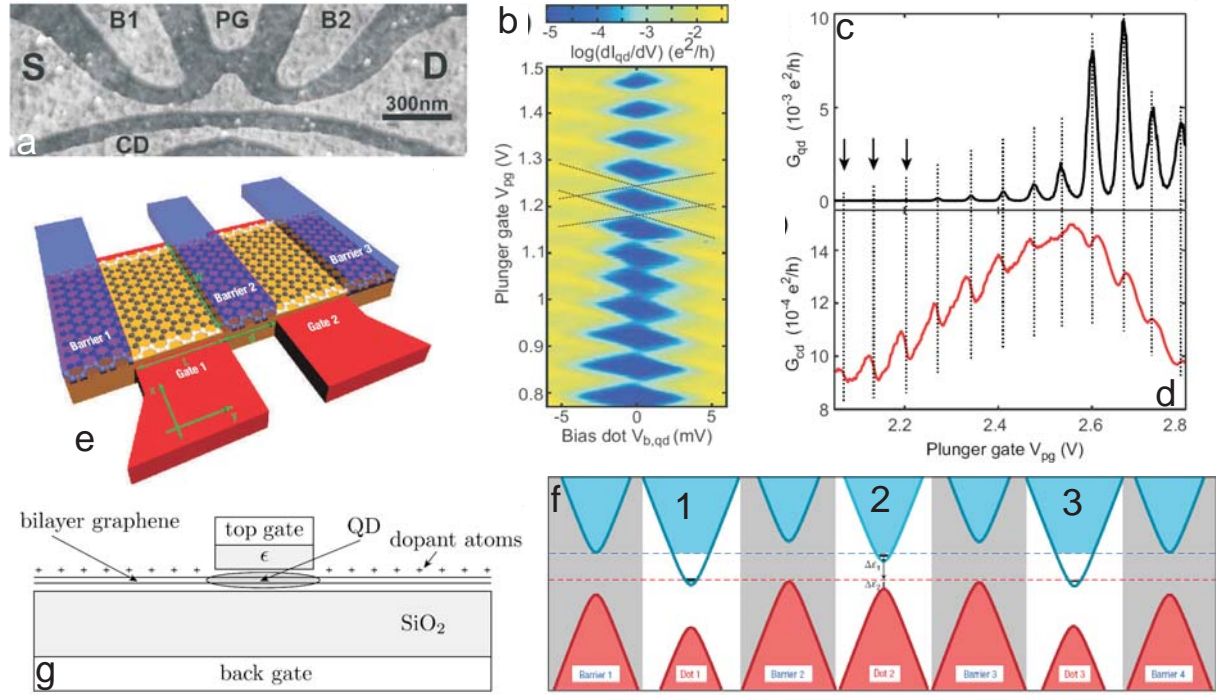 B1
PG
B2
S
D
300nm
CD
a
b
-5 -4 -3 -2
log(dI_qd/dV) (e²/h)
1.5
1.4
1.3
1.2
1.1
1
0.9
0.8
Plunger gate V_pg (V)
-5 0 5
Bias dot V_b,qd (mV)
c
10
5
0
G_qd (10⁻³ e²/h)
14
12
10
8
G_cd (10⁻⁴ e²/h)
d
2.0 2.2 2.4 2.6 2.8
Plunger gate V_pg (V)
Barrier 1
Barrier 2
Barrier 3
Gate 1
Gate 2
x
y
e
f
1
2
3
Δε₁
Δε₂
Barrier 1
Dot 1
Barrier 2
Dot 2
Barrier 3
Dot 3
Barrier 4
bilayer graphene
top gate
ϵ
QD
dopant atoms
SiO₂
back gate
g